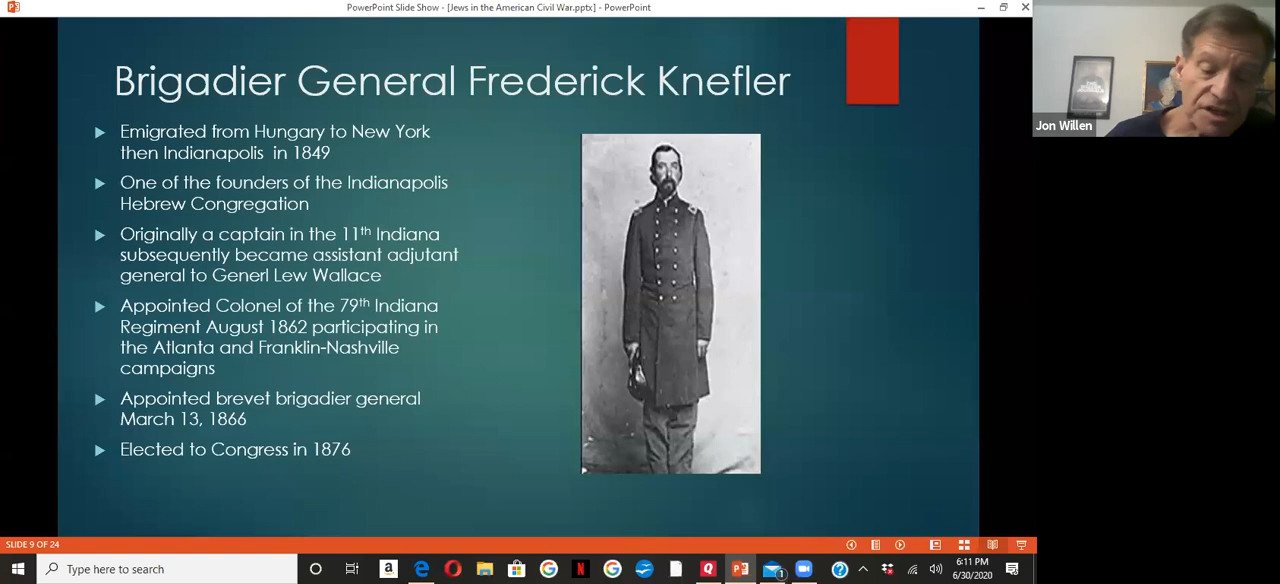 PowerPoint Slide Show - [Jews in the American Civil War.pptx] - PowerPoint
Brigadier General Frederick Knefler
Emigrated from Hungary to New York
then Indianapolis in 1849
One of the founders of the Indianapolis
Hebrew Congregation
Originally a captain in the 11th Indiana
subsequently became assistant adjutant
general to Generl Lew Wallace
Appointed Colonel of the 79th Indiana
Regiment August 1862 participating in
the Atlanta and Franklin-Nashville
campaigns
Appointed brevet brigadier general
March 13, 1866
Elected to Congress in 1876
Jon Willen
SLIDE 9 OF 24
Type here to search
6:11 PM
6/30/2020